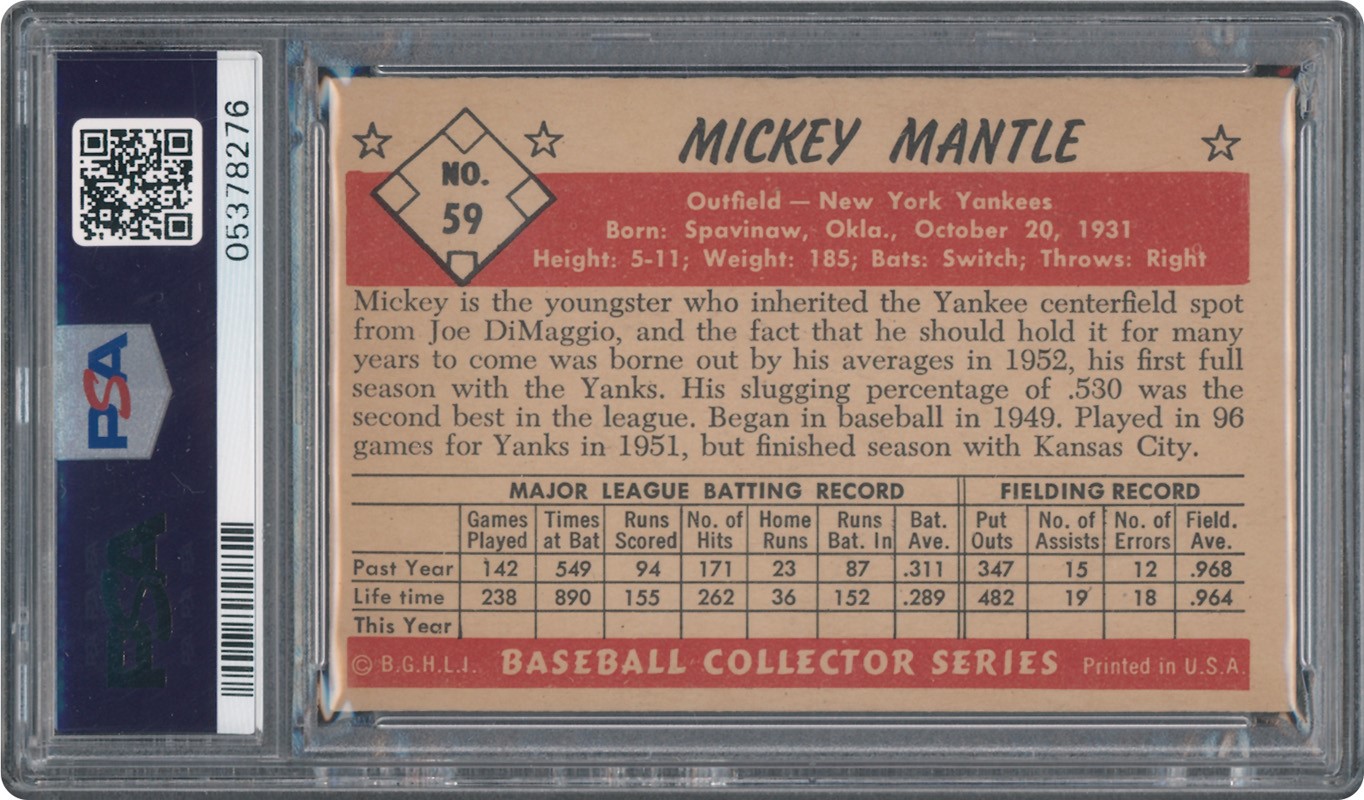 05378276
PSA
PSA
NO.
59
MICKEY MANTLE
Outfield — New York Yankees
Born: Spavinaw, Okla., October 20, 1931
Height: 5-11; Weight: 185; Bats: Switch; Throws: Right
Mickey is the youngster who inherited the Yankee centerfield spot
from Joe DiMaggio, and the fact that he should hold it for many
years to come was borne out by his averages in 1952, his first full
season with the Yanks. His slugging percentage of .530 was the
second best in the league. Began in baseball in 1949. Played in 96
games for Yanks in 1951, but finished season with Kansas City.
MAJOR LEAGUE BATTING RECORD FIELDING RECORD
Games Times Runs No. of Home Runs Bat. Put No. of No. of Field.
Played at Bat Scored Hits Runs Bat. In Ave. Outs Assists Errors Ave.
Past Year 142 549 94 171 23 87 .311 347 15 12 .968
Life time 238 890 155 262 36 152 .289 482 19 18 .964
This Year
© B.G.H.L.J.. BASEBALL COLLECTOR SERIES Printed in U.S.A.